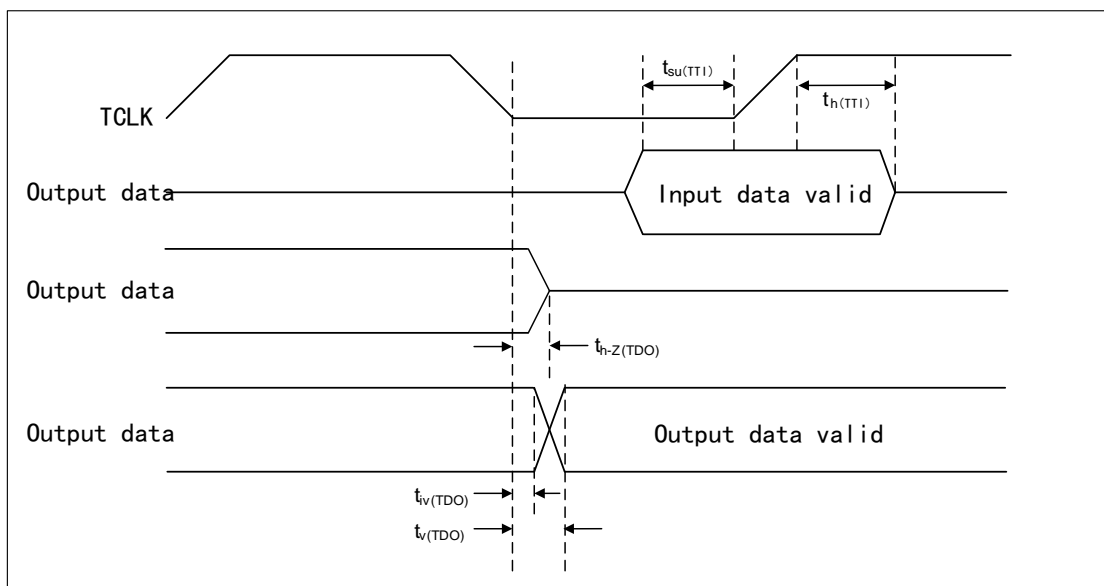 tsu(TTI)
th(TTI)
TCLK
Output data
Input data valid
Output data
th-Z(TDO)
Output data
Output data valid
tiv(TDO)
tv(TDO)